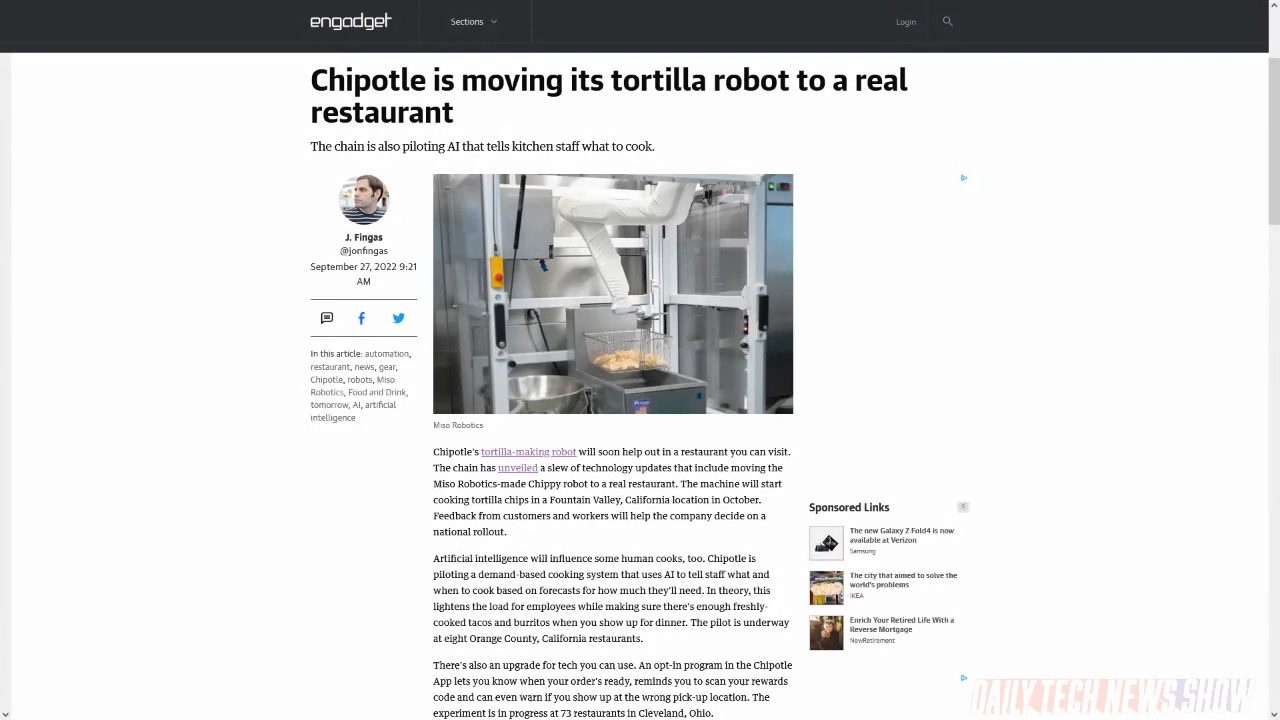 engadget
Sections
Login
Chipotle is moving its tortilla robot to a real
restaurant
The chain is also piloting AI that tells kitchen staff what to cook.
J. Fingas
@jonfingas
September 27, 2022 9:21
AM
In this article: automation,
restaurant, news, gear,
Chipotle, robots, Miso
Robotics, Food and Drink,
tomorrow, AI, artificial
intelligence
Miso Robotics
Chipotle's tortilla-making robot will soon help out in a restaurant you can visit.
The chain has unveiled a slew of technology updates that include moving the
Miso Robotics-made Chippy robot to a real restaurant. The machine will start
cooking tortilla chips in a Fountain Valley, California location in October.
Feedback from customers and workers will help the company decide on a
national rollout.
Artificial intelligence will influence some human cooks, too. Chipotle is
piloting a demand-based cooking system that uses AI to tell staff what and
when to cook based on forecasts for how much they'll need. In theory, this
lightens the load for employees while making sure there's enough freshly-
cooked tacos and burritos when you show up for dinner. The pilot is underway
at eight Orange County, California restaurants.
There's also an upgrade for tech you can use. An opt-in program in the Chipotle
App lets you know when your order's ready, reminds you to scan your rewards
code and can even warn if you show up at the wrong pick-up location. The
experiment is in progress at 73 restaurants in Cleveland, Ohio.
Sponsored Links
The new Galaxy Z Fold4 is now
available at Verizon
Samsung
The city that aimed to solve the
world's problems
IKEA
Enrich Your Retired Life With a
Reverse Mortgage
NewRetirement
DAILY TECH NEWS SHOW